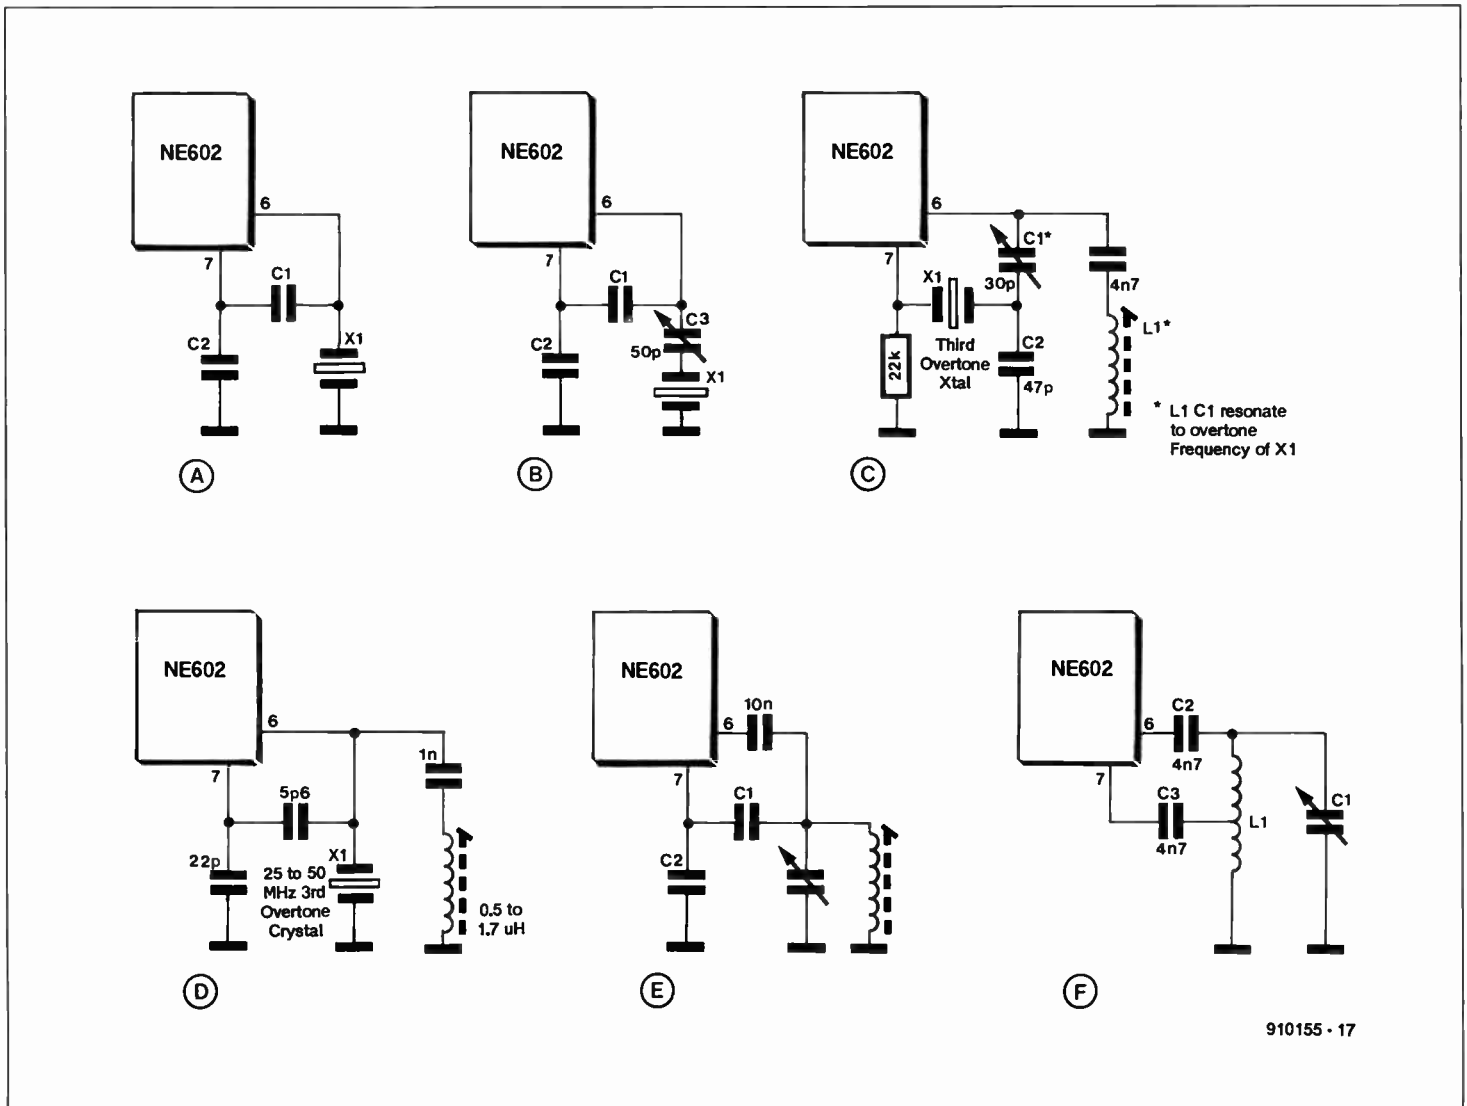 NE602
6
7
C1
C2
X1
A
NE602
6
7
C1
C3
50p
C2
X1
B
NE602
6
7
C1*
30p
X1
4n7
L1*
22k
Third
Overtone
Xtal
C2
47p
* L1 C1 resonate
to overtone
Frequency of X1
C
NE602
6
7
1n
5p6
22p
X1
25 to 50
MHz 3rd
Overtone
Crystal
0.5 to
1.7 uH
D
NE602
10n
6
7
C1
C2
E
NE602
C2
6
4n7
7
C3
4n7
L1
C1
F
910155 - 17